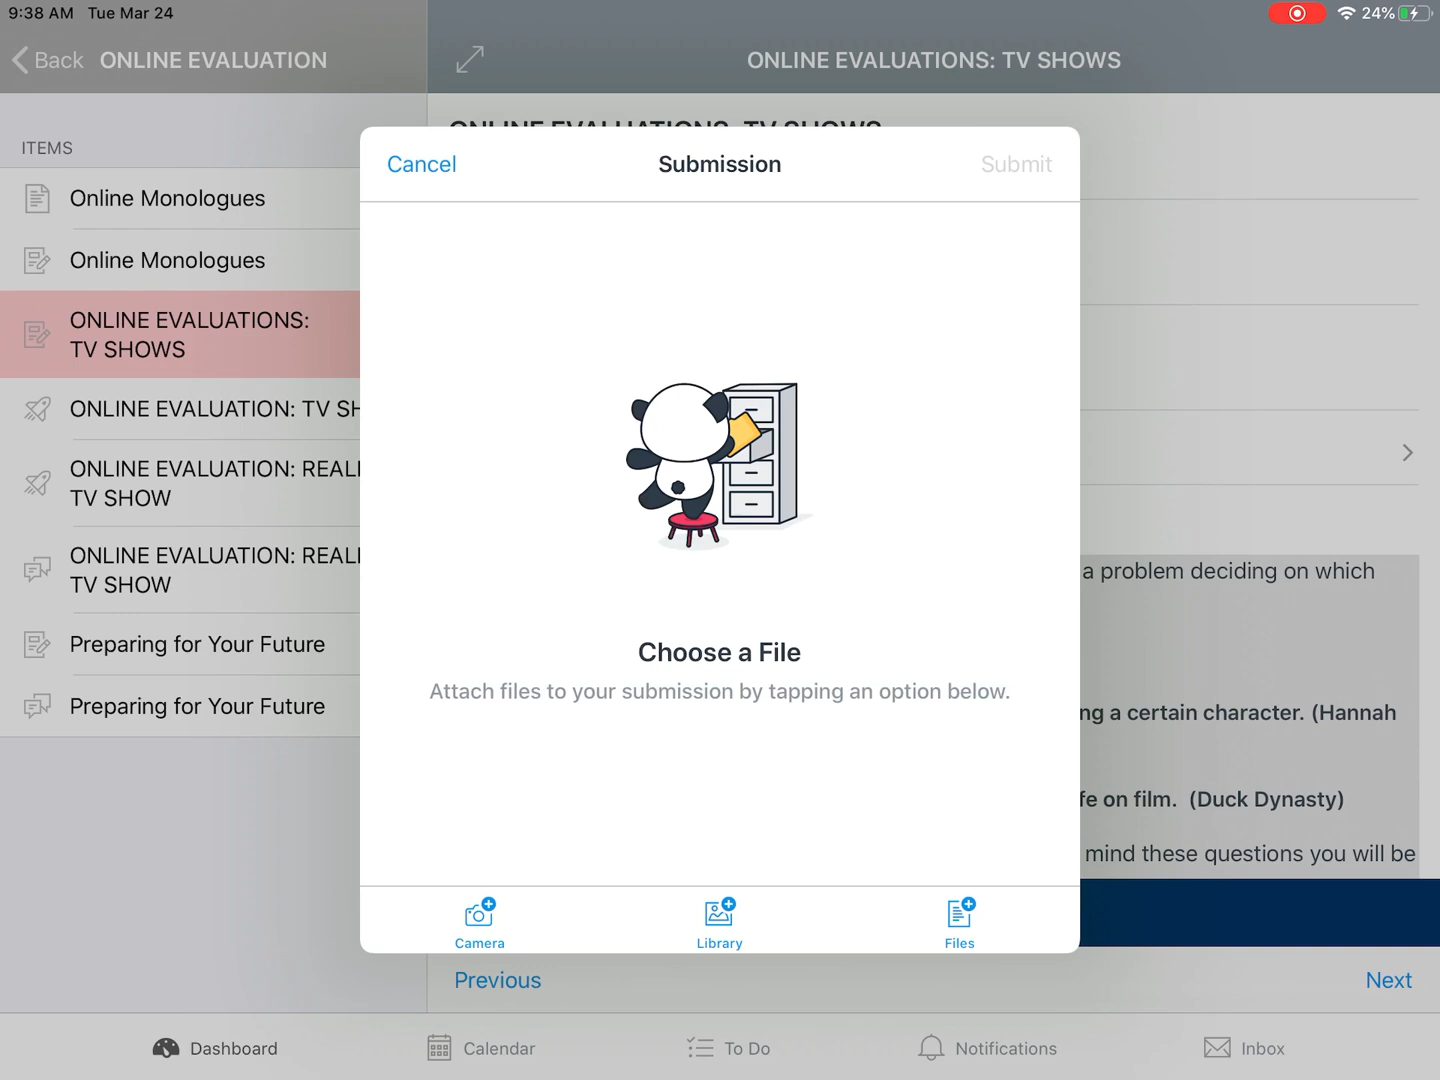 9:38 AM Tue Mar 24
24%
Back ONLINE EVALUATION
ONLINE EVALUATIONS: TV SHOWS
ITEMS
Online Monologues
Online Monologues
ONLINE EVALUATIONS:
TV SHOWS
ONLINE EVALUATION: TV SH
ONLINE EVALUATION: REALI
TV SHOW
ONLINE EVALUATION: REALI
TV SHOW
Preparing for Your Future
Preparing for Your Future
ONLINE EVALUATIONS: TV SHOWS
Cancel Submission Submit
Choose a File
Attach files to your submission by tapping an option below.
Camera Library Files
a problem deciding on which
ng a certain character. (Hannah
fe on film. (Duck Dynasty)
mind these questions you will be
Previous Next
Dashboard Calendar To Do Notifications Inbox